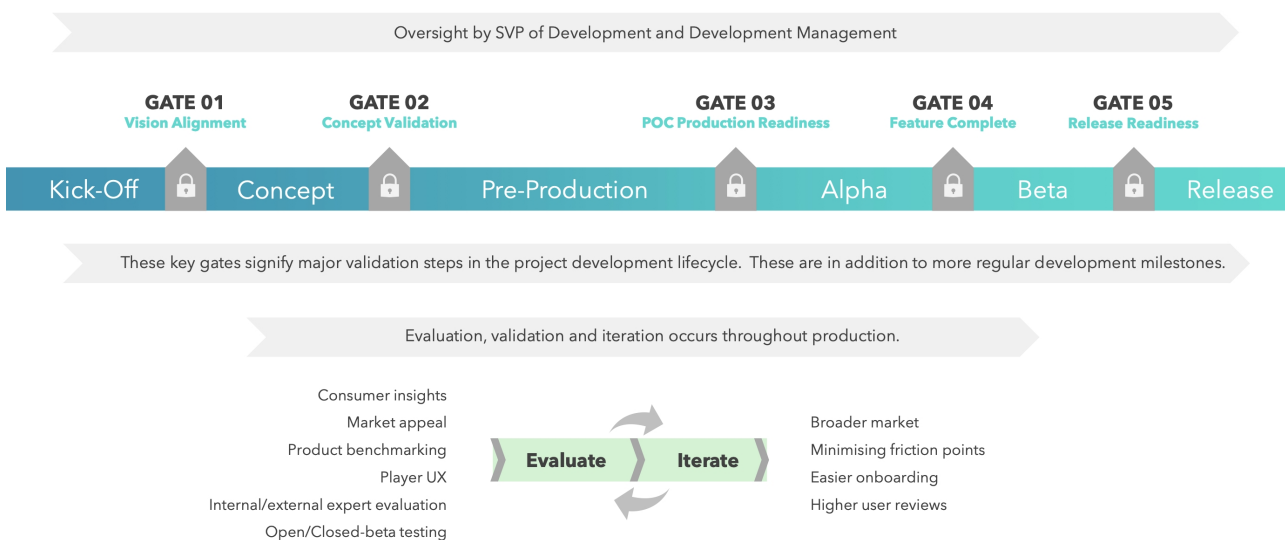 Oversight by SVP of Development and Development Management
GATE 01
Vision Alignment
GATE 02
Concept Validation
GATE 03
POC Production Readiness
GATE 04
Feature Complete
GATE 05
Release Readiness
Kick-Off
Concept
Pre-Production
Alpha
Beta
Release
These key gates signify major validation steps in the project development lifecycle. These are in addition to more regular development milestones.
Evaluation, validation and iteration occurs throughout production.
Consumer insights
Market appeal
Product benchmarking
Player UX
Internal/external expert evaluation
Open/Closed-beta testing
Evaluate
Iterate
Broader market
Minimising friction points
Easier onboarding
Higher user reviews